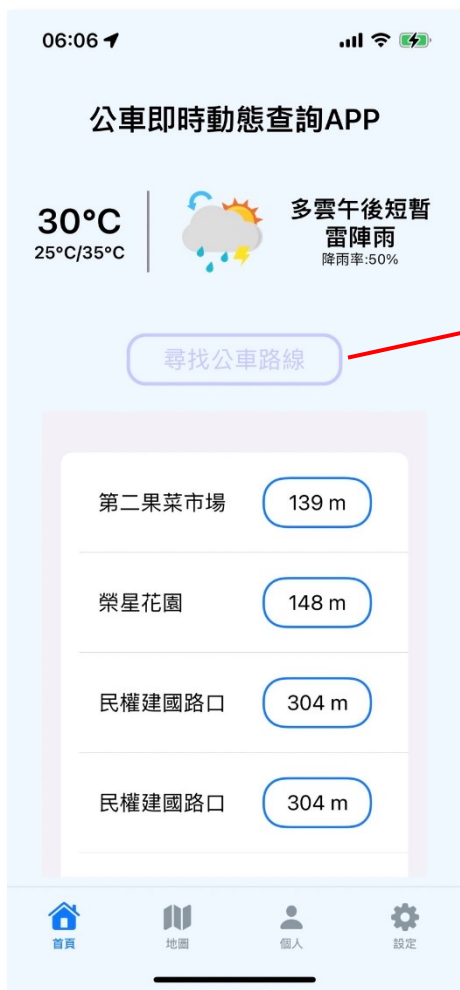 06:06
公車即時動態查詢APP
30°C
25°C/35°C
多雲午後短暫
雷陣雨
降雨率:50%
尋找公車路線
第二果菜市場 139 m
榮星花園 148 m
民權建國路口 304 m
民權建國路口 304 m
首頁 地圖 個人 設定